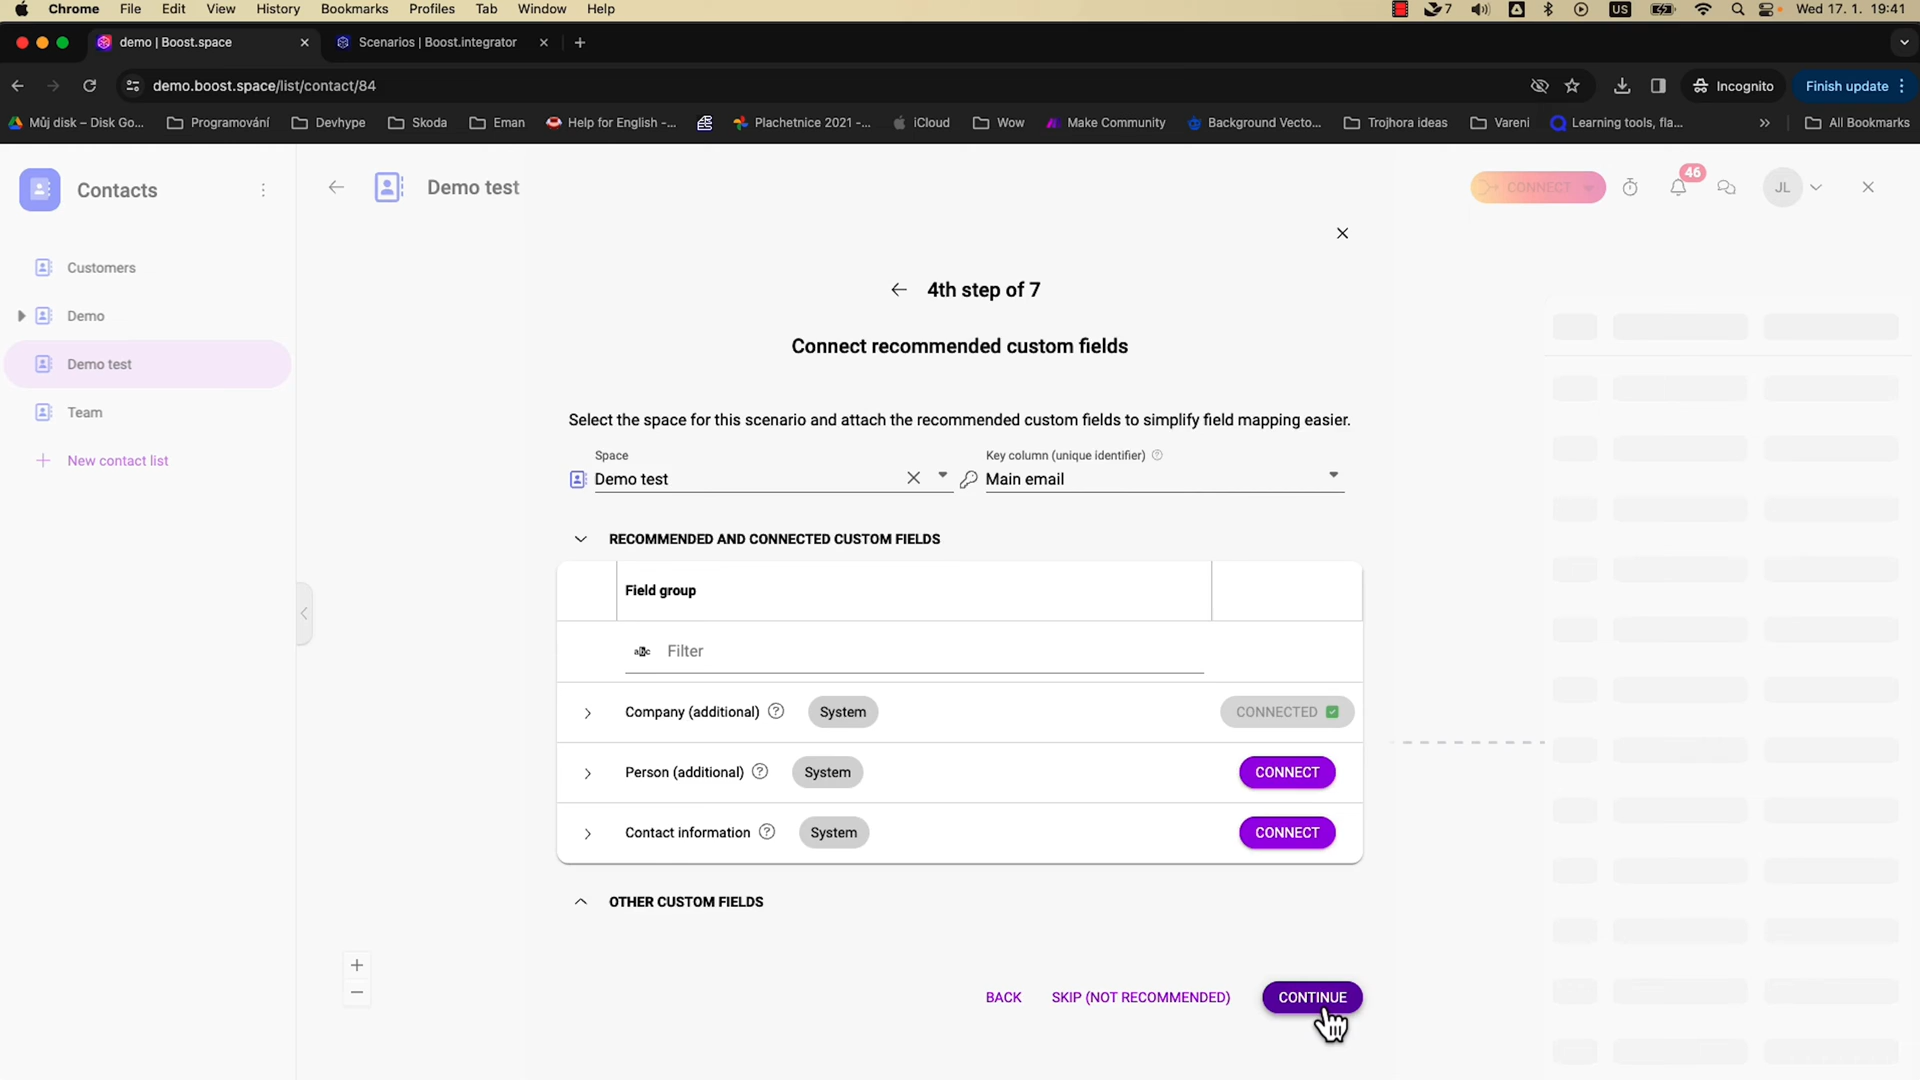 Chrome File Edit View History Bookmarks Profiles Tab Window Help 7 US Wed 17. 1. 19:41
demo | Boost.space Scenarios | Boost.integrator
demo.boost.space/list/contact/84 Incognito Finish update
Můj disk – Disk Go... Programování Devhype Skoda Eman Help for English -... Plachetnice 2021 -... iCloud Wow Make Community Background Vecto... Trojhora ideas Vareni Learning tools, fla... » All Bookmarks
Contacts
Demo test
CONNECT
46
JL
Customers
Demo
Demo test
Team
New contact list
4th step of 7
Connect recommended custom fields
Select the space for this scenario and attach the recommended custom fields to simplify field mapping easier.
Space
Demo test
Key column (unique identifier)
Main email
RECOMMENDED AND CONNECTED CUSTOM FIELDS
Field group
aBc Filter
Company (additional) System CONNECTED
Person (additional) System CONNECT
Contact information System CONNECT
OTHER CUSTOM FIELDS
BACK SKIP (NOT RECOMMENDED) CONTINUE